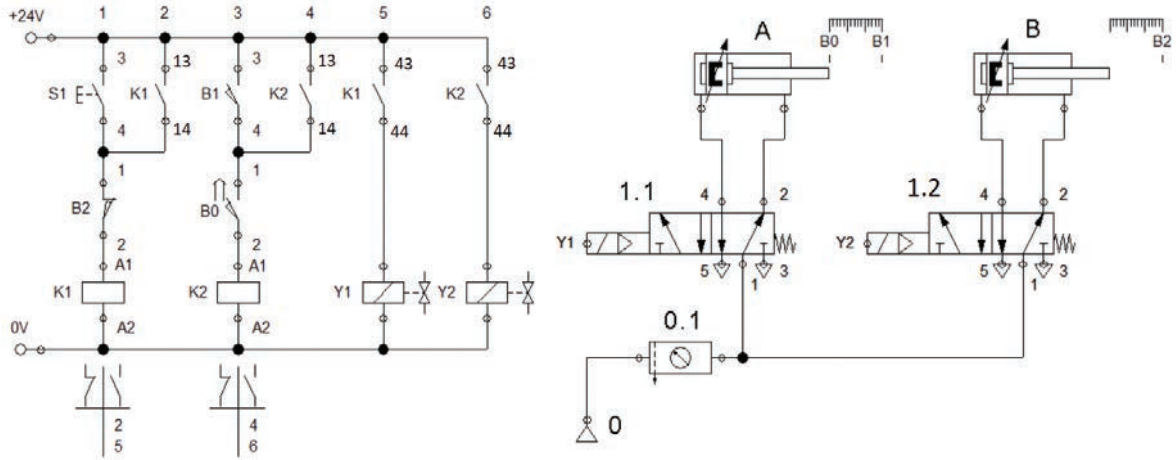 1 2 3 4 5 6
+24V
3 13 3 13 43 43
S1 K1 B1 K2 K1 K2
4 14 4 14 44 44
1 1
B2 B0
2 2
A1 A1
K1 K2 Y1 Y2
A2 A2
0V
2 4
5 6
A B
B0 B1 B2
1.1 4 2 1.2 4 2
Y1 Y2
5 1 3 5 1 3
0.1
0